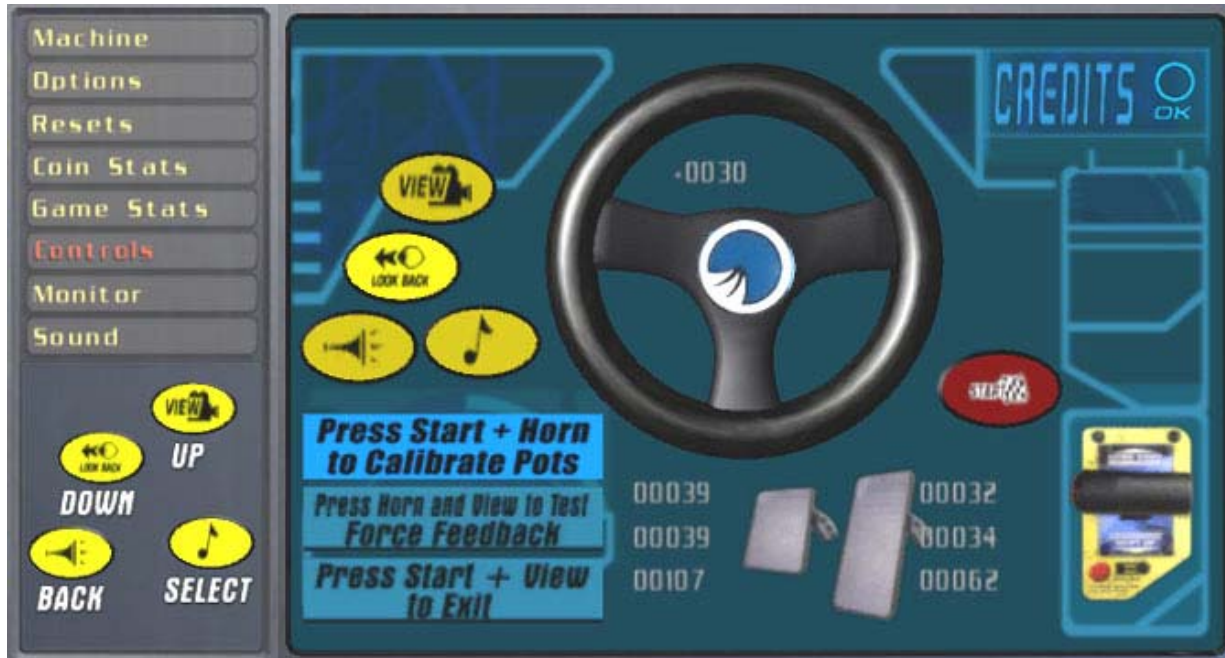 Machine
Options
Resets
Coin Stats
Game Stats
Controls
Monitor
Sound
VIEW
UP
LOOK BACK
DOWN
BACK
SELECT
CREDITS
OK
VIEW
LOOK BACK
-0030
START
Press Start + Horn
to Calibrate Pots
Press Horn and View to Test
Force Feedback
Press Start + View
to Exit
00039
00039
00107
00032
00034
00062